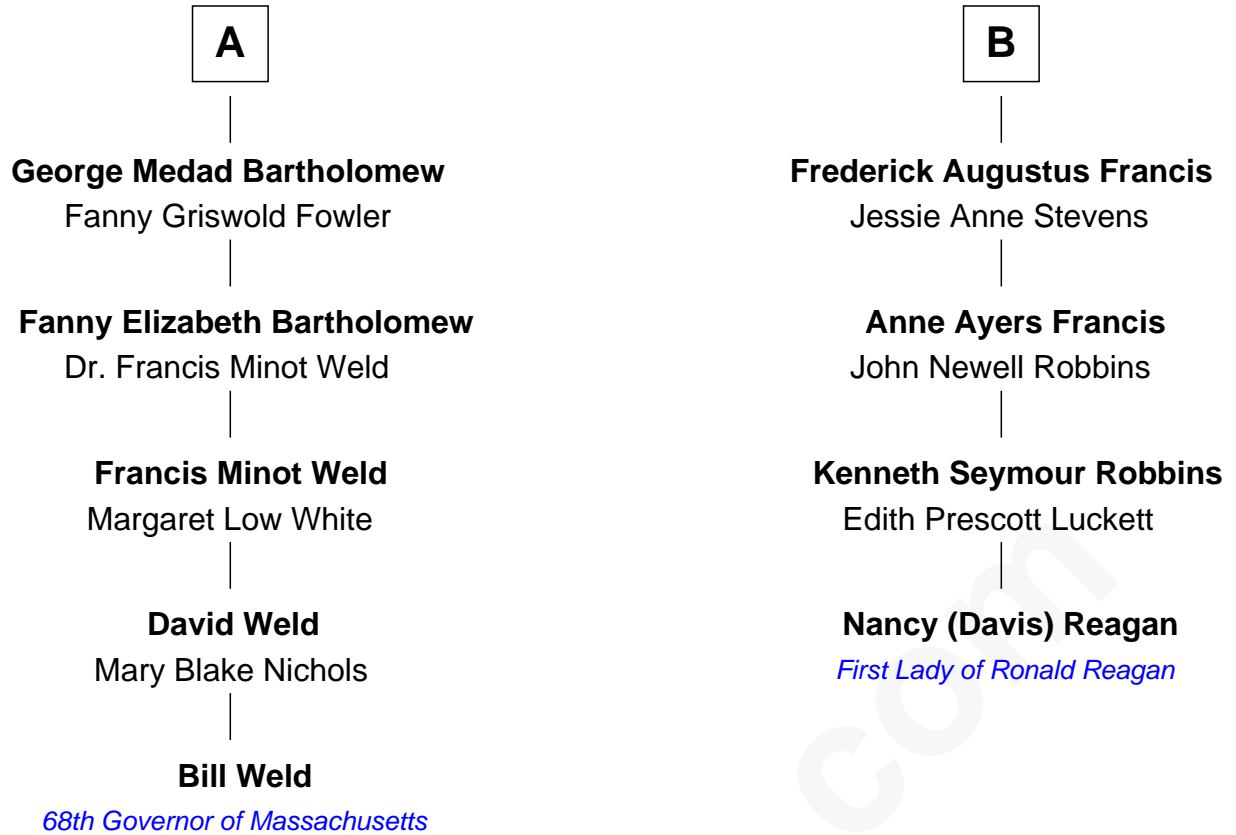 A
George Medad Bartholomew
Fanny Griswold Fowler
Fanny Elizabeth Bartholomew
Dr. Francis Minot Weld
Francis Minot Weld
Margaret Low White
David Weld
Mary Blake Nichols
Bill Weld
68th Governor of Massachusetts
B
Frederick Augustus Francis
Jessie Anne Stevens
Anne Ayers Francis
John Newell Robbins
Kenneth Seymour Robbins
Edith Prescott Luckett
Nancy (Davis) Reagan
First Lady of Ronald Reagan
com